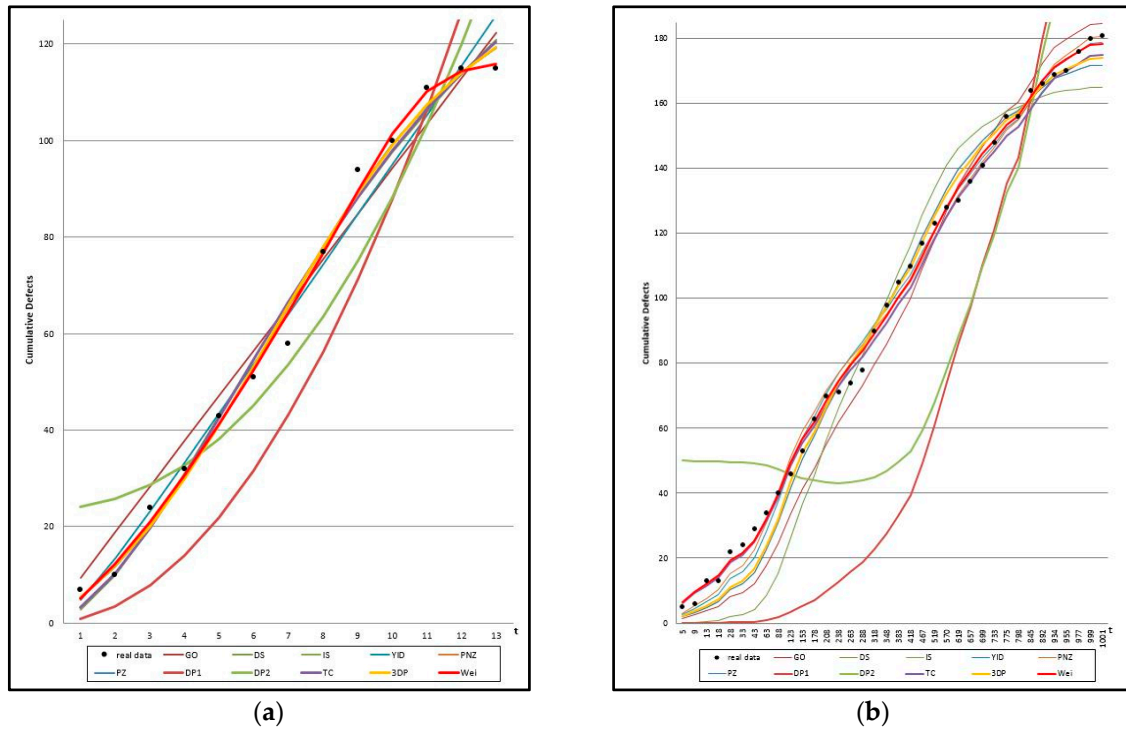 Cumulative Defects
120
100
80
60
40
20
0
1 2 3 4 5 6 7 8 9 10 11 12 13 t
real data GO DS IS YID PNZ
PZ DP1 DP2 TC 3DP Wei
(a)
Cumulative Defects
180
160
140
120
100
80
60
40
20
0
5 9 13 18 28 33 43 63 88 125 153 178 208 238 263 288 318 348 383 418 467 519 570 619 657 699 733 775 798 845 892 934 955 977 999 1001 t
real data GO DS IS YID PNZ
PZ DP1 DP2 TC 3DP Wei
(b)